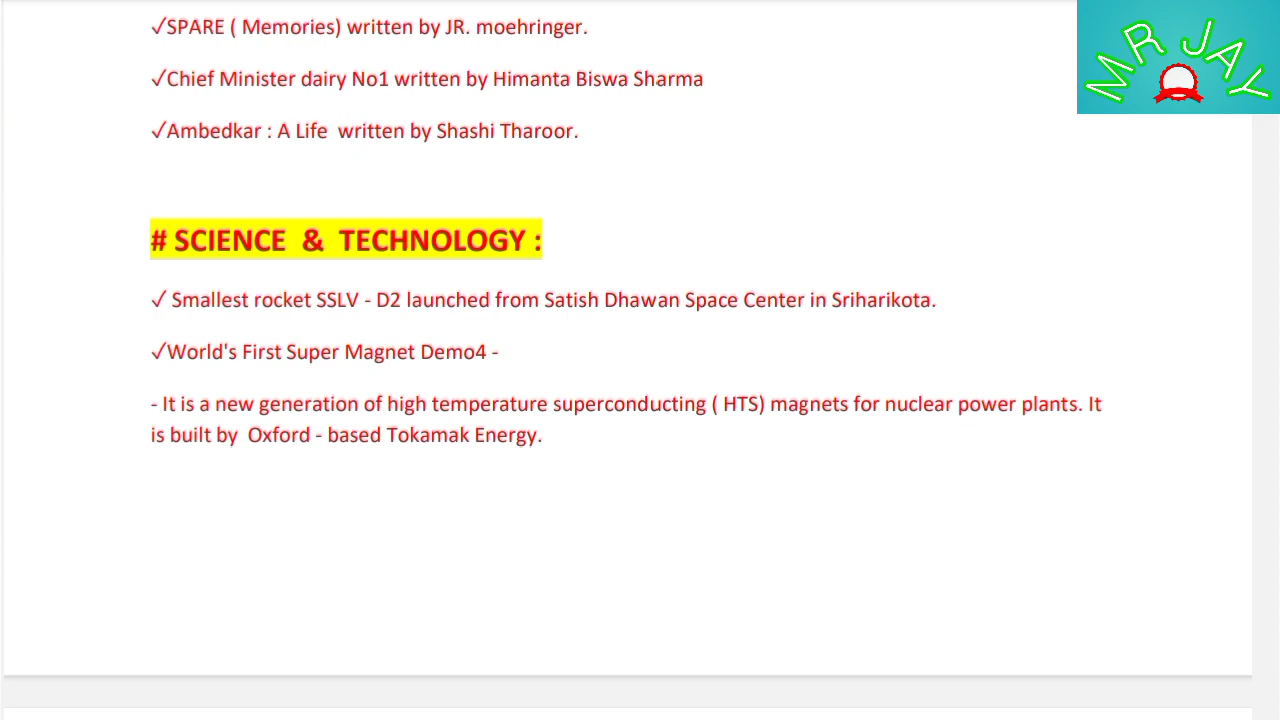 ✓SPARE ( Memories) written by JR. moehringer.
✓Chief Minister dairy No1 written by Himanta Biswa Sharma
✓Ambedkar : A Life  written by Shashi Tharoor.
MR JAY
# SCIENCE  &  TECHNOLOGY :
✓ Smallest rocket SSLV - D2 launched from Satish Dhawan Space Center in Sriharikota.
✓World's First Super Magnet Demo4 -
- It is a new generation of high temperature superconducting ( HTS) magnets for nuclear power plants. It
is built by  Oxford - based Tokamak Energy.